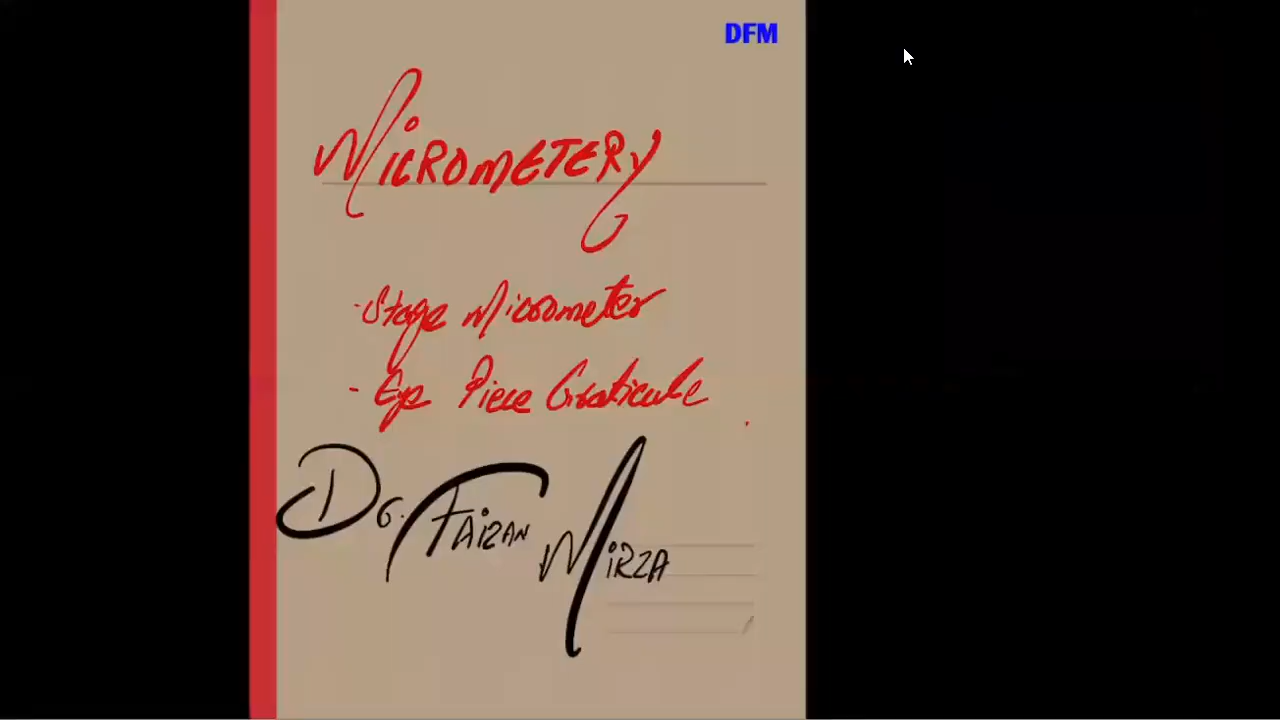 DFM
MICROMETERY
- Stage Micrometer
- Eye Piece Graticule
Dr. FAIZAN MIRZA